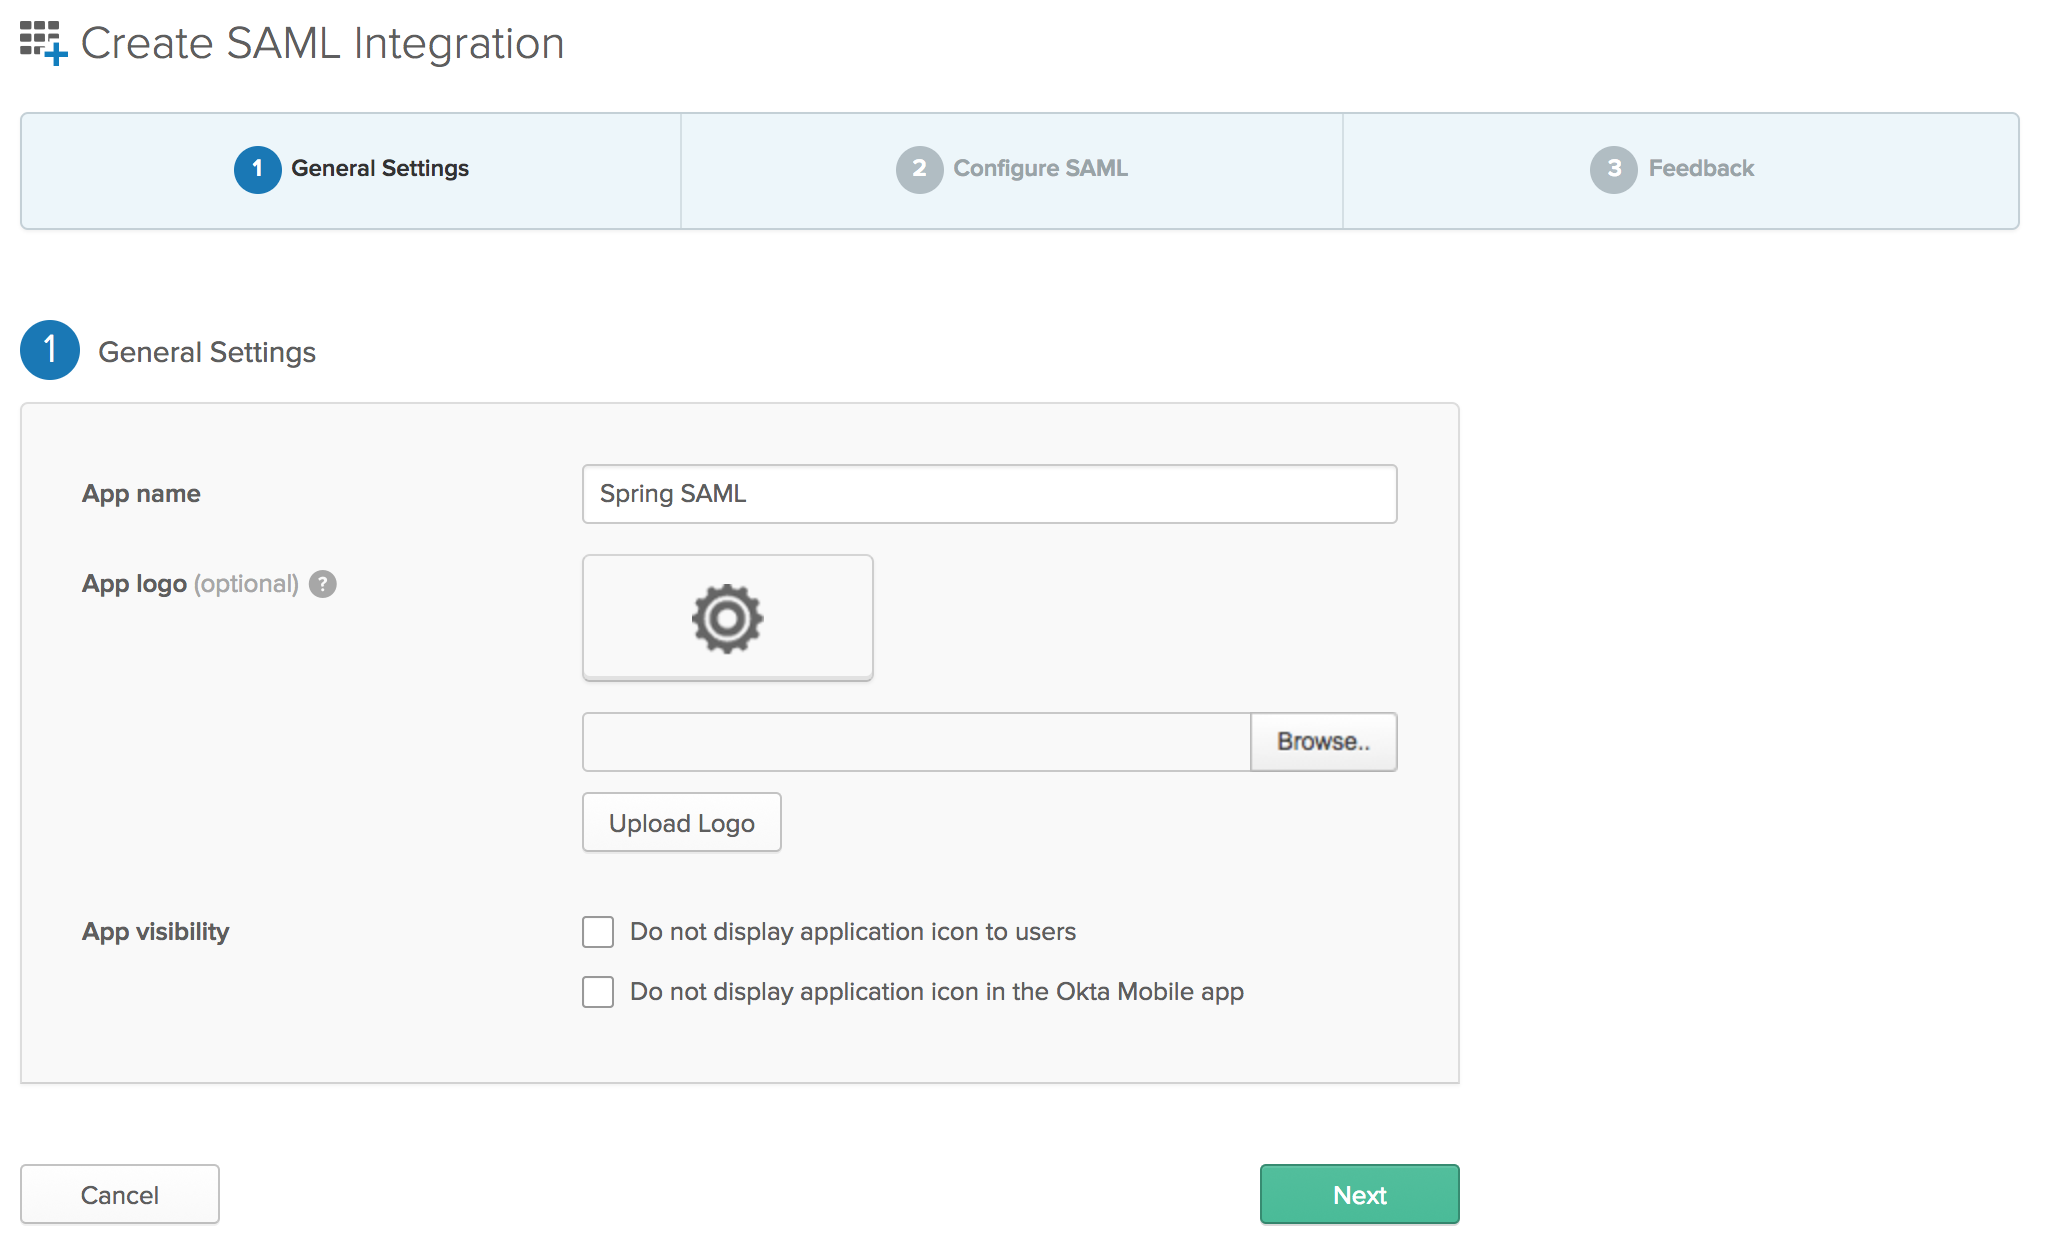 Create SAML Integration
1 General Settings
2 Configure SAML
3 Feedback
1 General Settings
App name
Spring SAML
App logo (optional) ?
Browse..
Upload Logo
App visibility
Do not display application icon to users
Do not display application icon in the Okta Mobile app
Cancel
Next